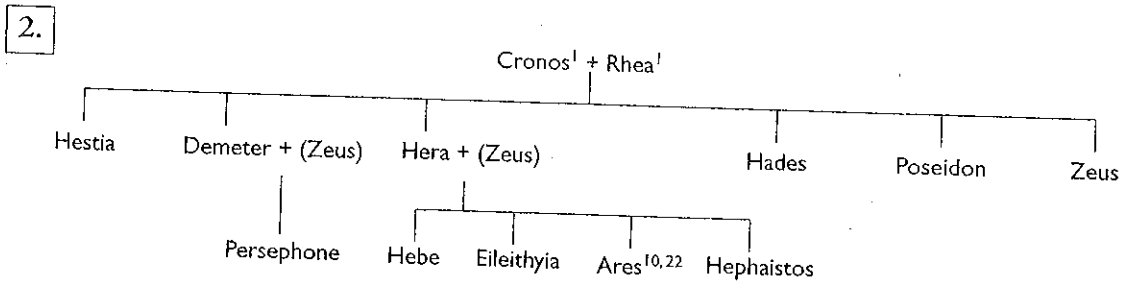 2.
Cronos¹ + Rhea¹
Hestia Demeter + (Zeus) Hera + (Zeus) Hades Poseidon Zeus
Persephone Hebe Eileithyia Ares¹⁰,²² Hephaistos